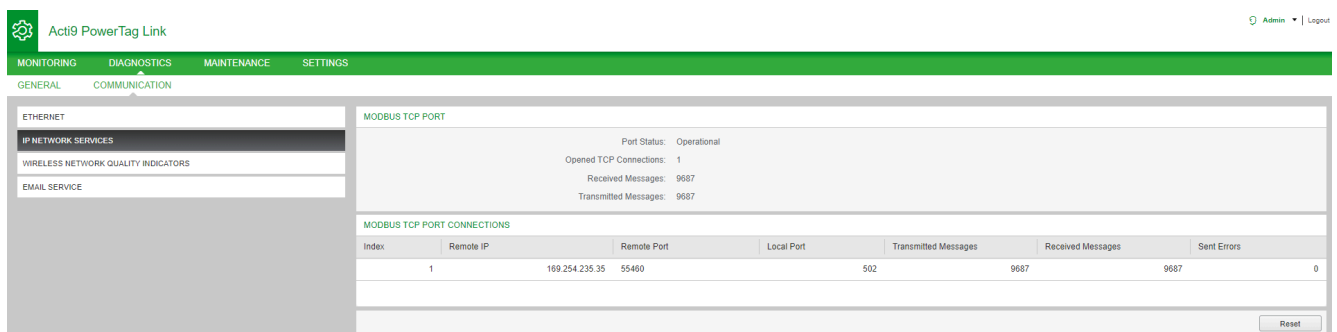 Acti9 PowerTag Link
Admin | Logout
MONITORING DIAGNOSTICS MAINTENANCE SETTINGS
GENERAL COMMUNICATION
ETHERNET
IP NETWORK SERVICES
WIRELESS NETWORK QUALITY INDICATORS
EMAIL SERVICE
MODBUS TCP PORT
Port Status: Operational
Opened TCP Connections: 1
Received Messages: 9687
Transmitted Messages: 9687
MODBUS TCP PORT CONNECTIONS
Index Remote IP Remote Port Local Port Transmitted Messages Received Messages Sent Errors
1 169.254.235.35 55460 502 9687 9687 0
Reset